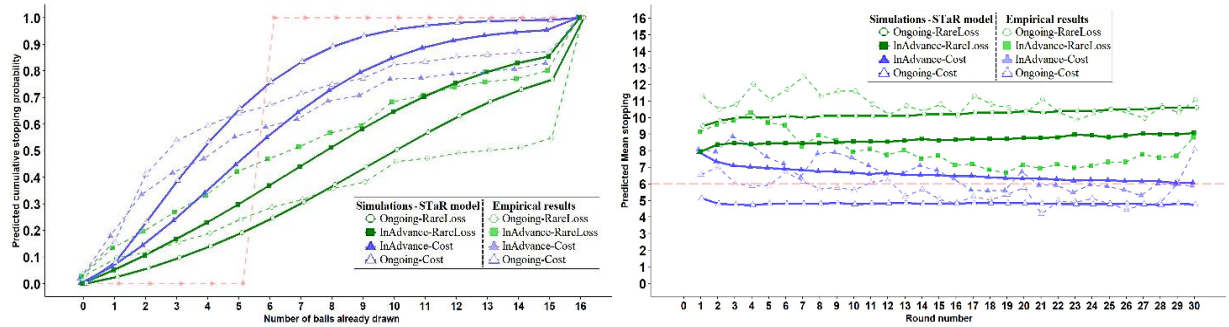 Predicted cumulative stopping probability
1.0
0.9
0.8
0.7
0.6
0.5
0.4
0.3
0.2
0.1
0.0
Simulations -STaR model
Empirical results
Ongoing-RareLoss
Ongoing-RareLoss
InAdvance-RareLoss
InAdvance-RareLoss
InAdvance-Cost
InAdvance-Cost
Ongoing-Cost
Ongoing-Cost
0 1 2 3 4 5 6 7 8 9 10 11 12 13 14 15 16
Number of balls already drawn
Predicted Mean stopping
16
15
14
13
12
11
10
9
8
7
6
5
4
3
2
1
0
Simulations-STaR model
Empirical results
Ongoing-RareLoss
Ongoing-RareLoss
InAdvance-RareLoss
InAdvance-RareLoss
InAdvance-Cost
InAdvance-Cost
Ongoing-Cost
Ongoing-Cost
0 1 2 3 4 5 6 7 8 9 10 11 12 13 14 15 16 17 18 19 20 21 22 23 24 25 26 27 28 29 30
Round number